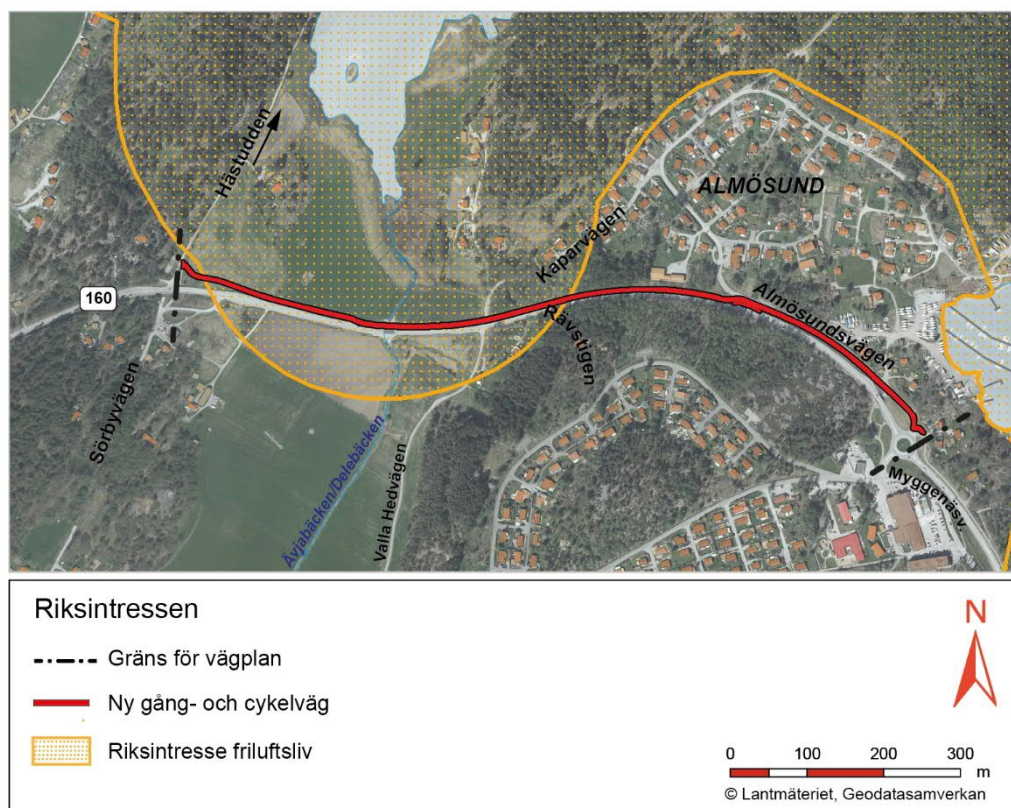 Hästudden
ALMÖSUND
Kaparvägen
160
Almösundsvägen
Rävstigen
Sörbyvägen
Ävjabäcken/Delebäcken
Valla Hedvägen
Myggenäsv.
Riksintressen
Gräns för vägplan
Ny gång- och cykelväg
Riksintresse friluftsliv
N
0 100 200 300
m
© Lantmäteriet, Geodatasamverkan